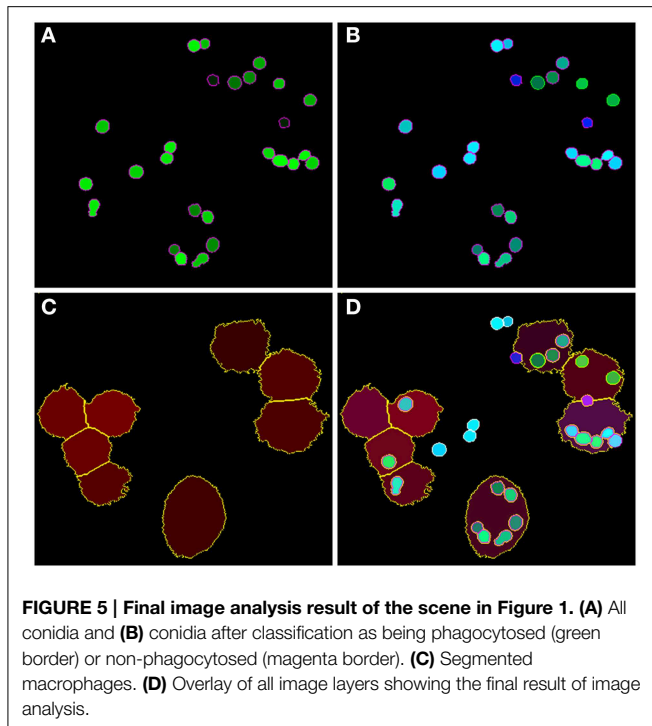 A
B
C
D
FIGURE 5 | Final image analysis result of the scene in Figure 1. (A) All
conidia and (B) conidia after classification as being phagocytosed (green
border) or non-phagocytosed (magenta border). (C) Segmented
macrophages. (D) Overlay of all image layers showing the final result of image
analysis.